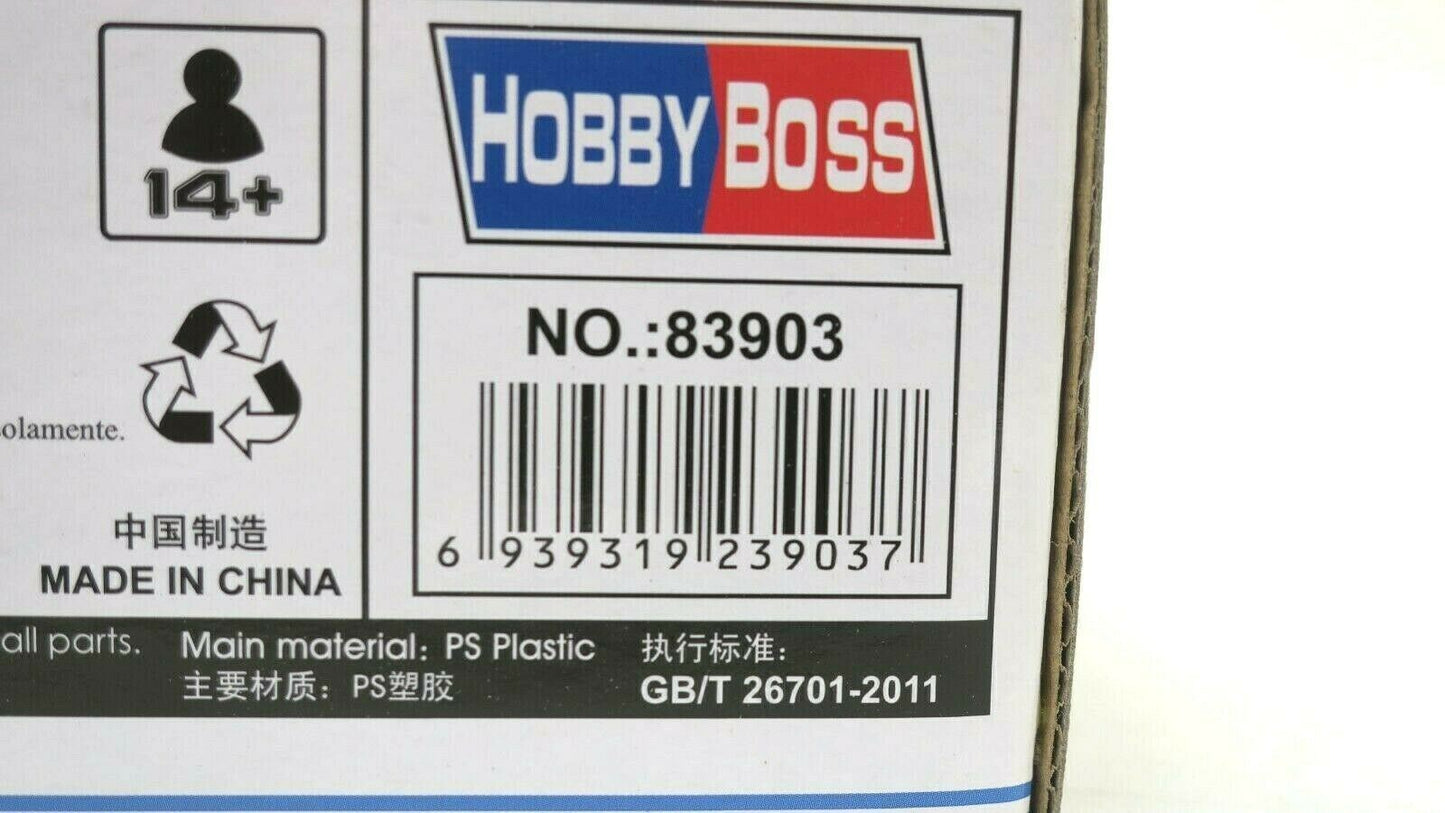 14+
HOBBY BOSS
NO.:83903
6 939319 239037
solamente.
中国制造
MADE IN CHINA
all parts. Main material: PS Plastic 执行标准:
主要材质: PS塑胶 GB/T 26701-2011